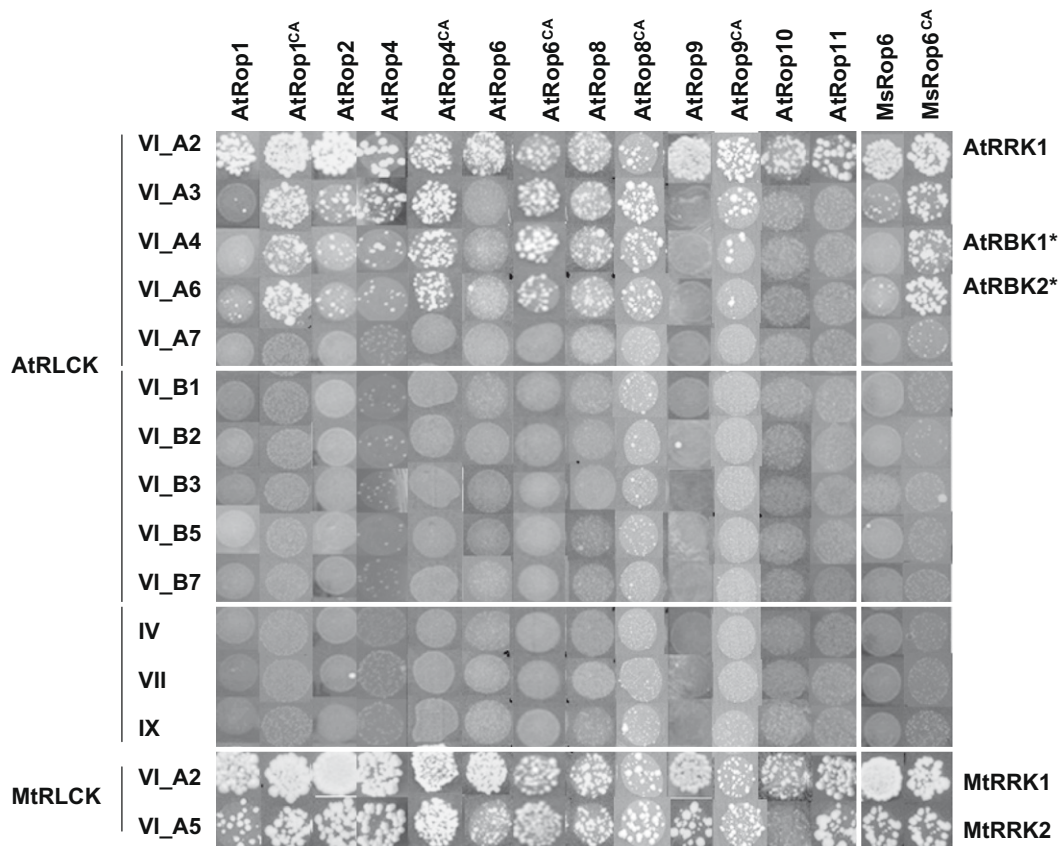 AtRop1 AtRop1CA AtRop2 AtRop4 AtRop4CA AtRop6 AtRop6CA AtRop8 AtRop8CA AtRop9 AtRop9CA AtRop10 AtRop11 MsRop6 MsRop6CA
VI_A2 AtRRK1
VI_A3
VI_A4 AtRBK1*
VI_A6 AtRBK2*
VI_A7
AtRLCK
VI_B1
VI_B2
VI_B3
VI_B5
VI_B7
IV
VII
IX
VI_A2 MtRRK1
MtRLCK
VI_A5 MtRRK2